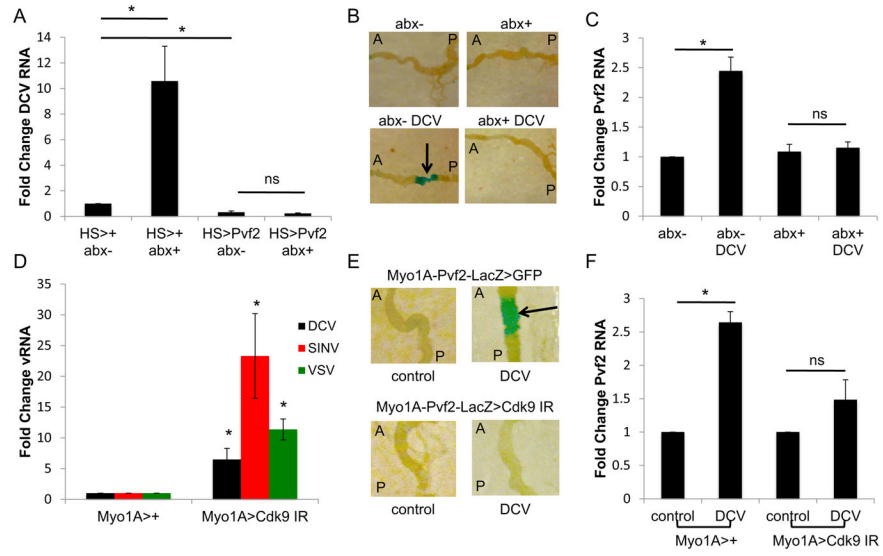 A
Fold Change DCV RNA
14
12
10
8
6
4
2
0
*
*
ns
HS>+ abx-
HS>+ abx+
HS>Pvf2 abx-
HS>Pvf2 abx+
B
abx-
abx+
A
P
A
P
abx- DCV
abx+ DCV
A
P
A
P
C
Fold Change Pvf2 RNA
3
2.5
2
1.5
1
0.5
0
*
ns
abx-
abx- DCV
abx+
abx+ DCV
D
Fold Change vRNA
35
30
25
20
15
10
5
0
*
*
*
DCV
SINV
VSV
Myo1A>+
Myo1A>Cdk9 IR
E
Myo1A-Pvf2-LacZ>GFP
A
P
A
P
control
DCV
Myo1A-Pvf2-LacZ>Cdk9 IR
A
P
A
P
control
DCV
F
Fold Change Pvf2 RNA
3
2.5
2
1.5
1
0.5
0
*
ns
control
DCV
control
DCV
Myo1A>+
Myo1A>Cdk9 IR